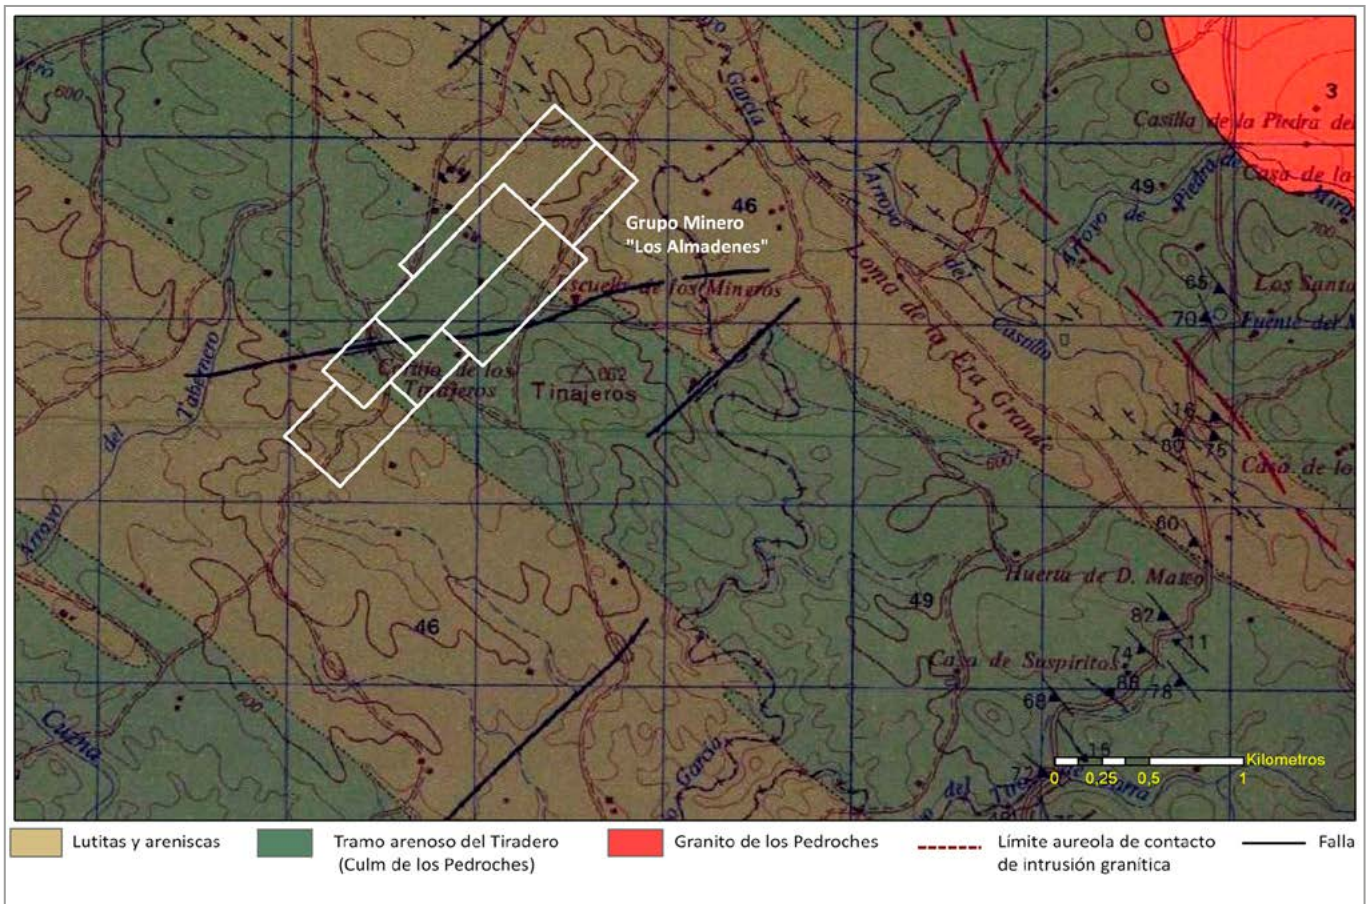 600
García
3
Casilla de la Piedra del
49
Casa de la
Arroyo de Piedra de
Mira
46
700
Grupo Minero
"Los Almadenes"
Arroyo del Castillo
Escuela de los Mineros
65
Los Santa
70
Fuente del M
Loma de la Era Grande
Cortijo de los
Tinajeros
662
Tinajeros
Arroyo del Tabernero
75
Casa de lo
600
60
Huerta de D. Mateo
49
46
82
11
74
Casa de Suspiritos
78
68
600
Cuzna
García
15
Kilometros
0 0,25 0,5 1
del
Lutitas y areniscas
Tramo arenoso del Tiradero
(Culm de los Pedroches)
Granito de los Pedroches
Límite aureola de contacto
de intrusión granítica
Falla